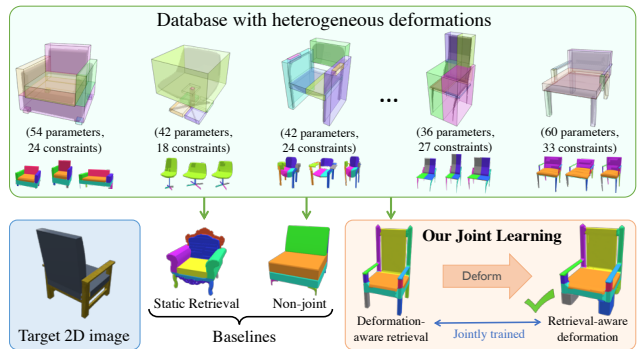 Database with heterogeneous deformations
...
(54 parameters,
24 constraints)
(42 parameters,
18 constraints)
(42 parameters,
24 constraints)
(36 parameters,
27 constraints)
(60 parameters,
33 constraints)
Target 2D image
Static Retrieval
Non-joint
Baselines
Our Joint Learning
Deform
Deformation-
aware retrieval
Jointly trained
Retrieval-aware
deformation